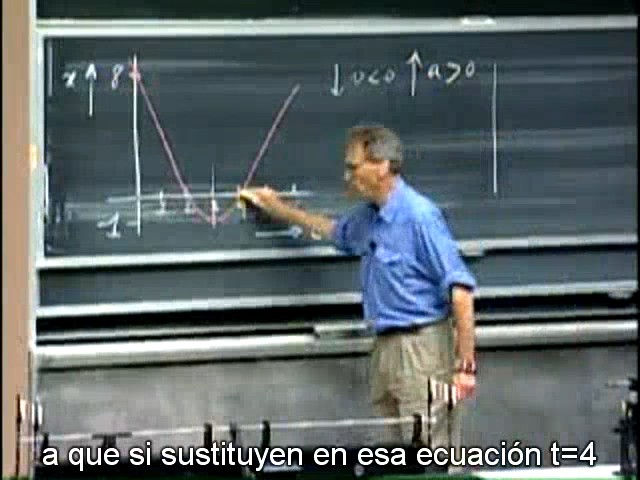 x ↑ 8 ↓ v<0 ↑ a>0
1
a que si sustituyen en esa ecuación t=4